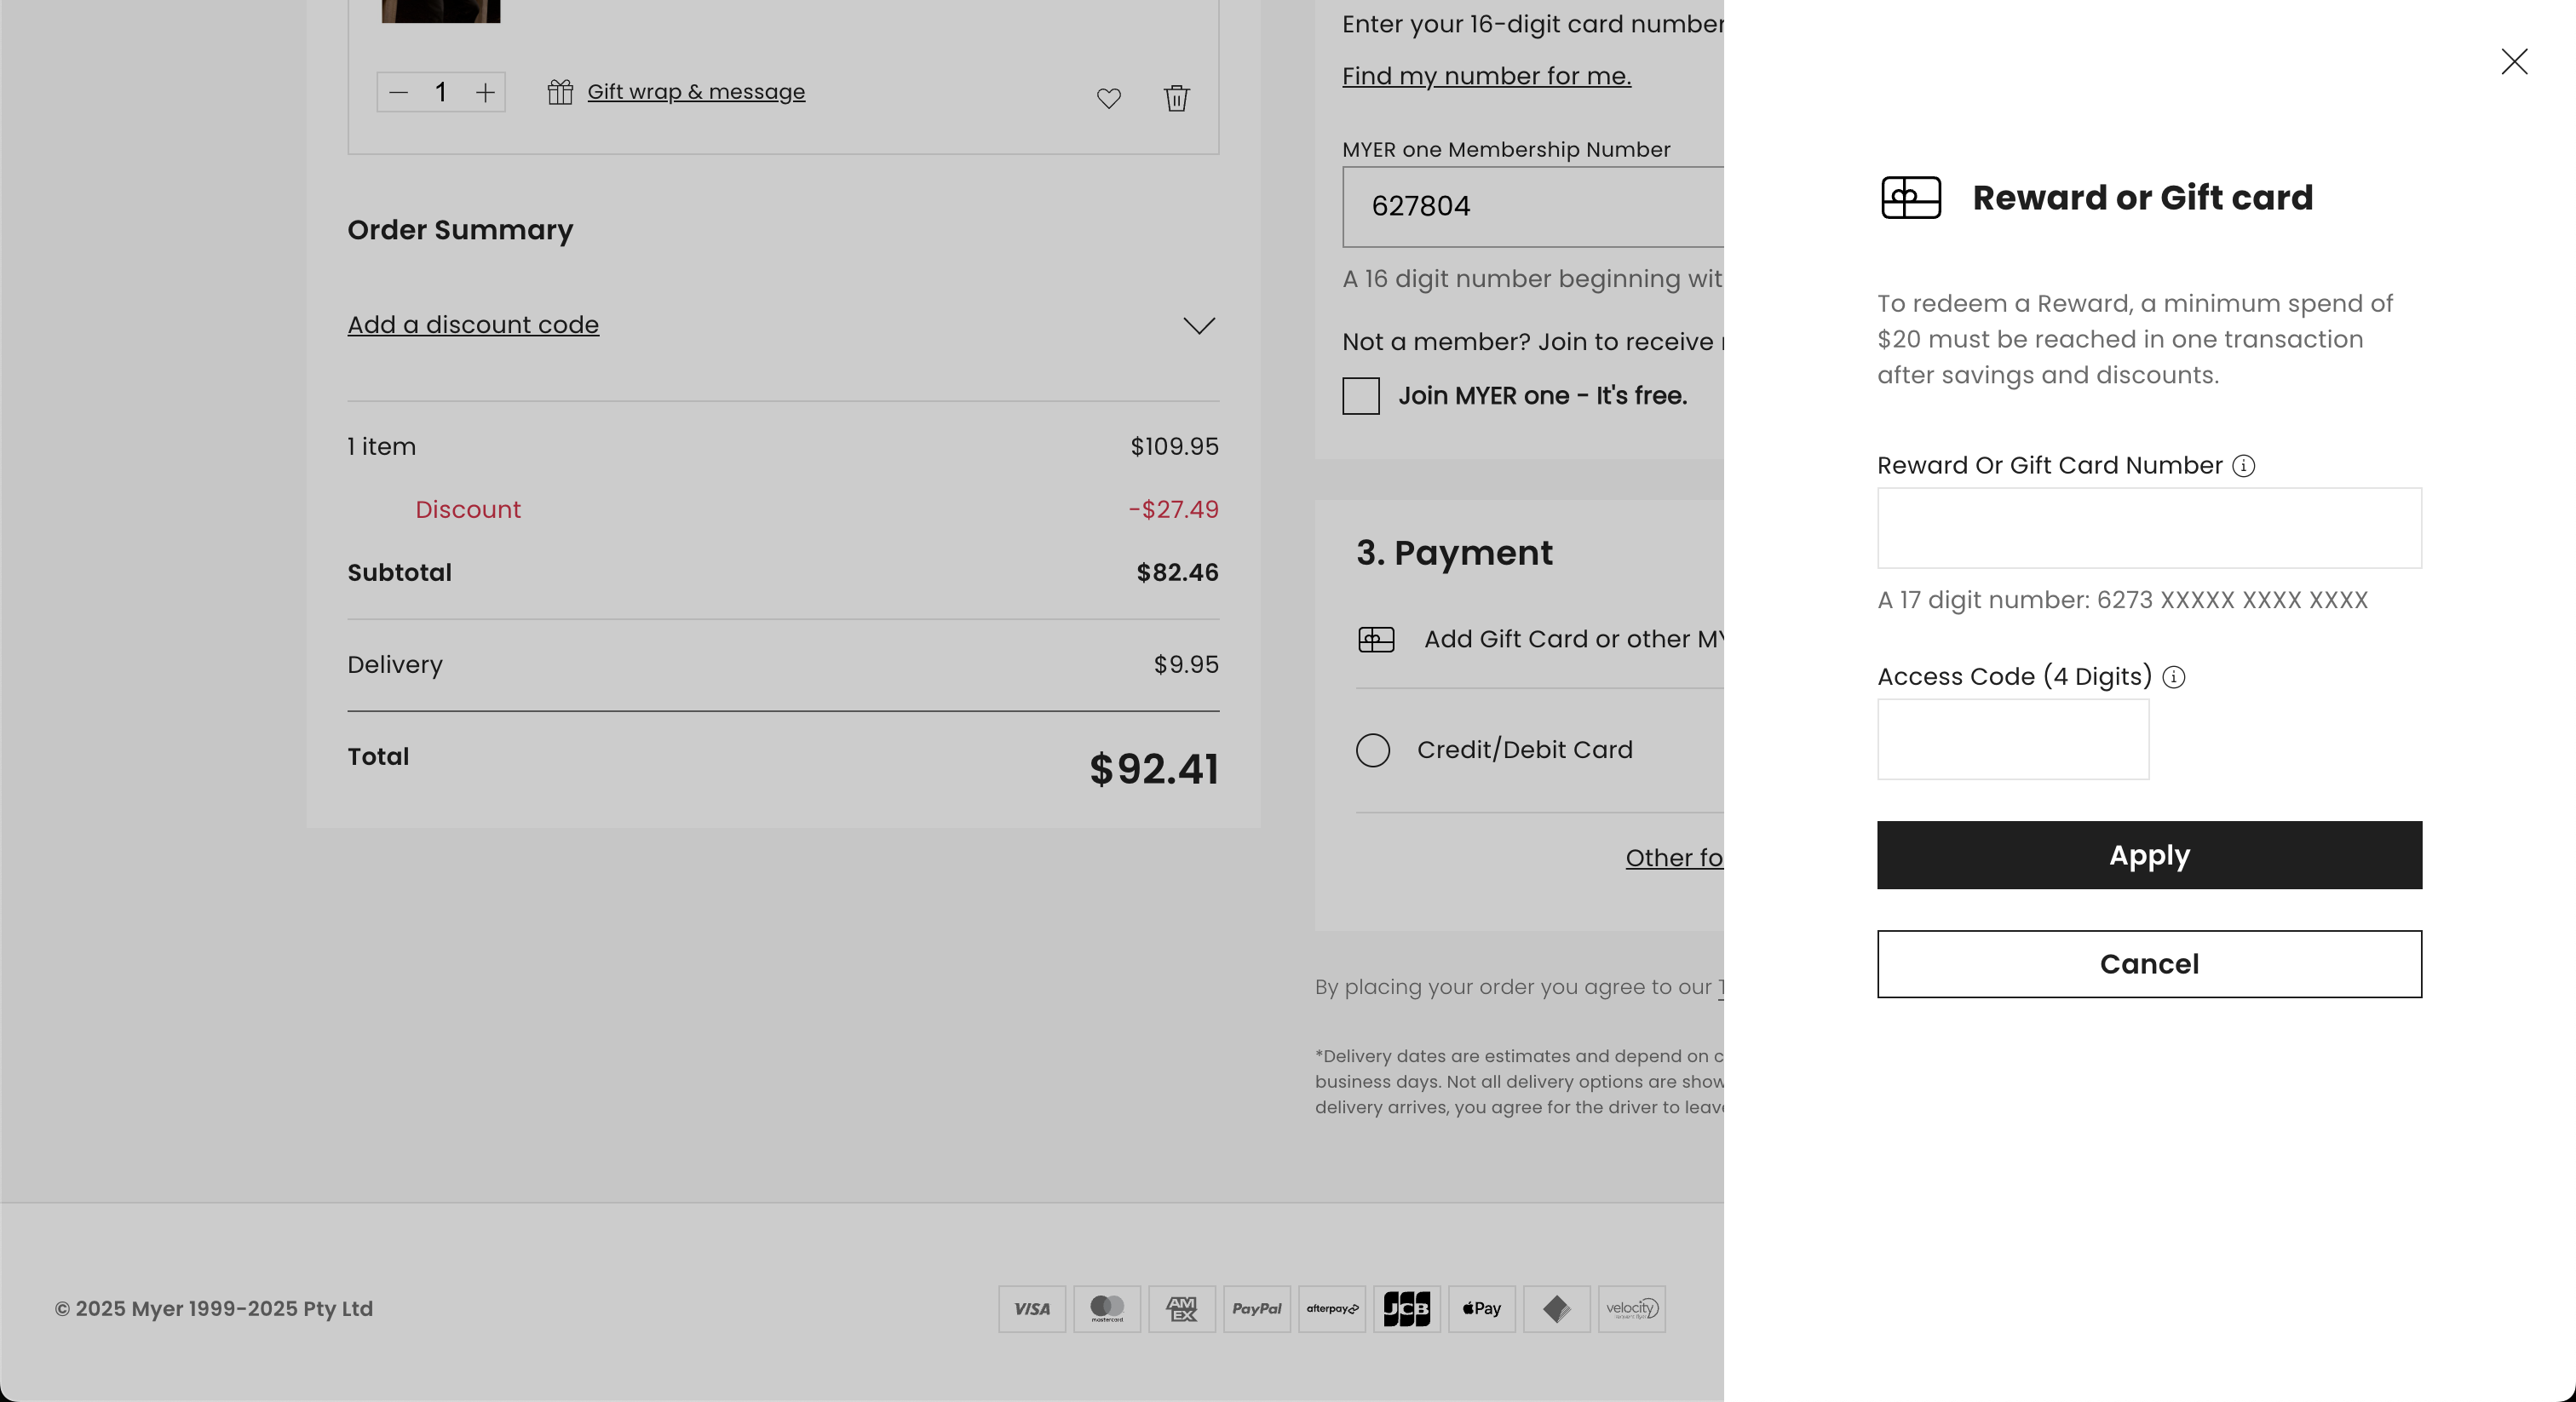 1
Gift wrap & message
Order Summary
Add a discount code
1 item $109.95
Discount -$27.49
Subtotal $82.46
Delivery $9.95
Total $92.41
Enter your 16-digit card number
Find my number for me.
MYER one Membership Number
627804
A 16 digit number beginning wit
Not a member? Join to receive
Join MYER one - It's free.
3. Payment
Add Gift Card or other MY
Credit/Debit Card
Other fo
By placing your order you agree to our
*Delivery dates are estimates and depend on c
business days. Not all delivery options are show
delivery arrives, you agree for the driver to leave
Reward or Gift card
To redeem a Reward, a minimum spend of
$20 must be reached in one transaction
after savings and discounts.
Reward Or Gift Card Number
A 17 digit number: 6273 XXXXX XXXX XXXX
Access Code (4 Digits)
Apply
Cancel
© 2025 Myer 1999-2025 Pty Ltd
VISA
mastercard
AMEX
PayPal
afterpay
JCB
Pay
velocity